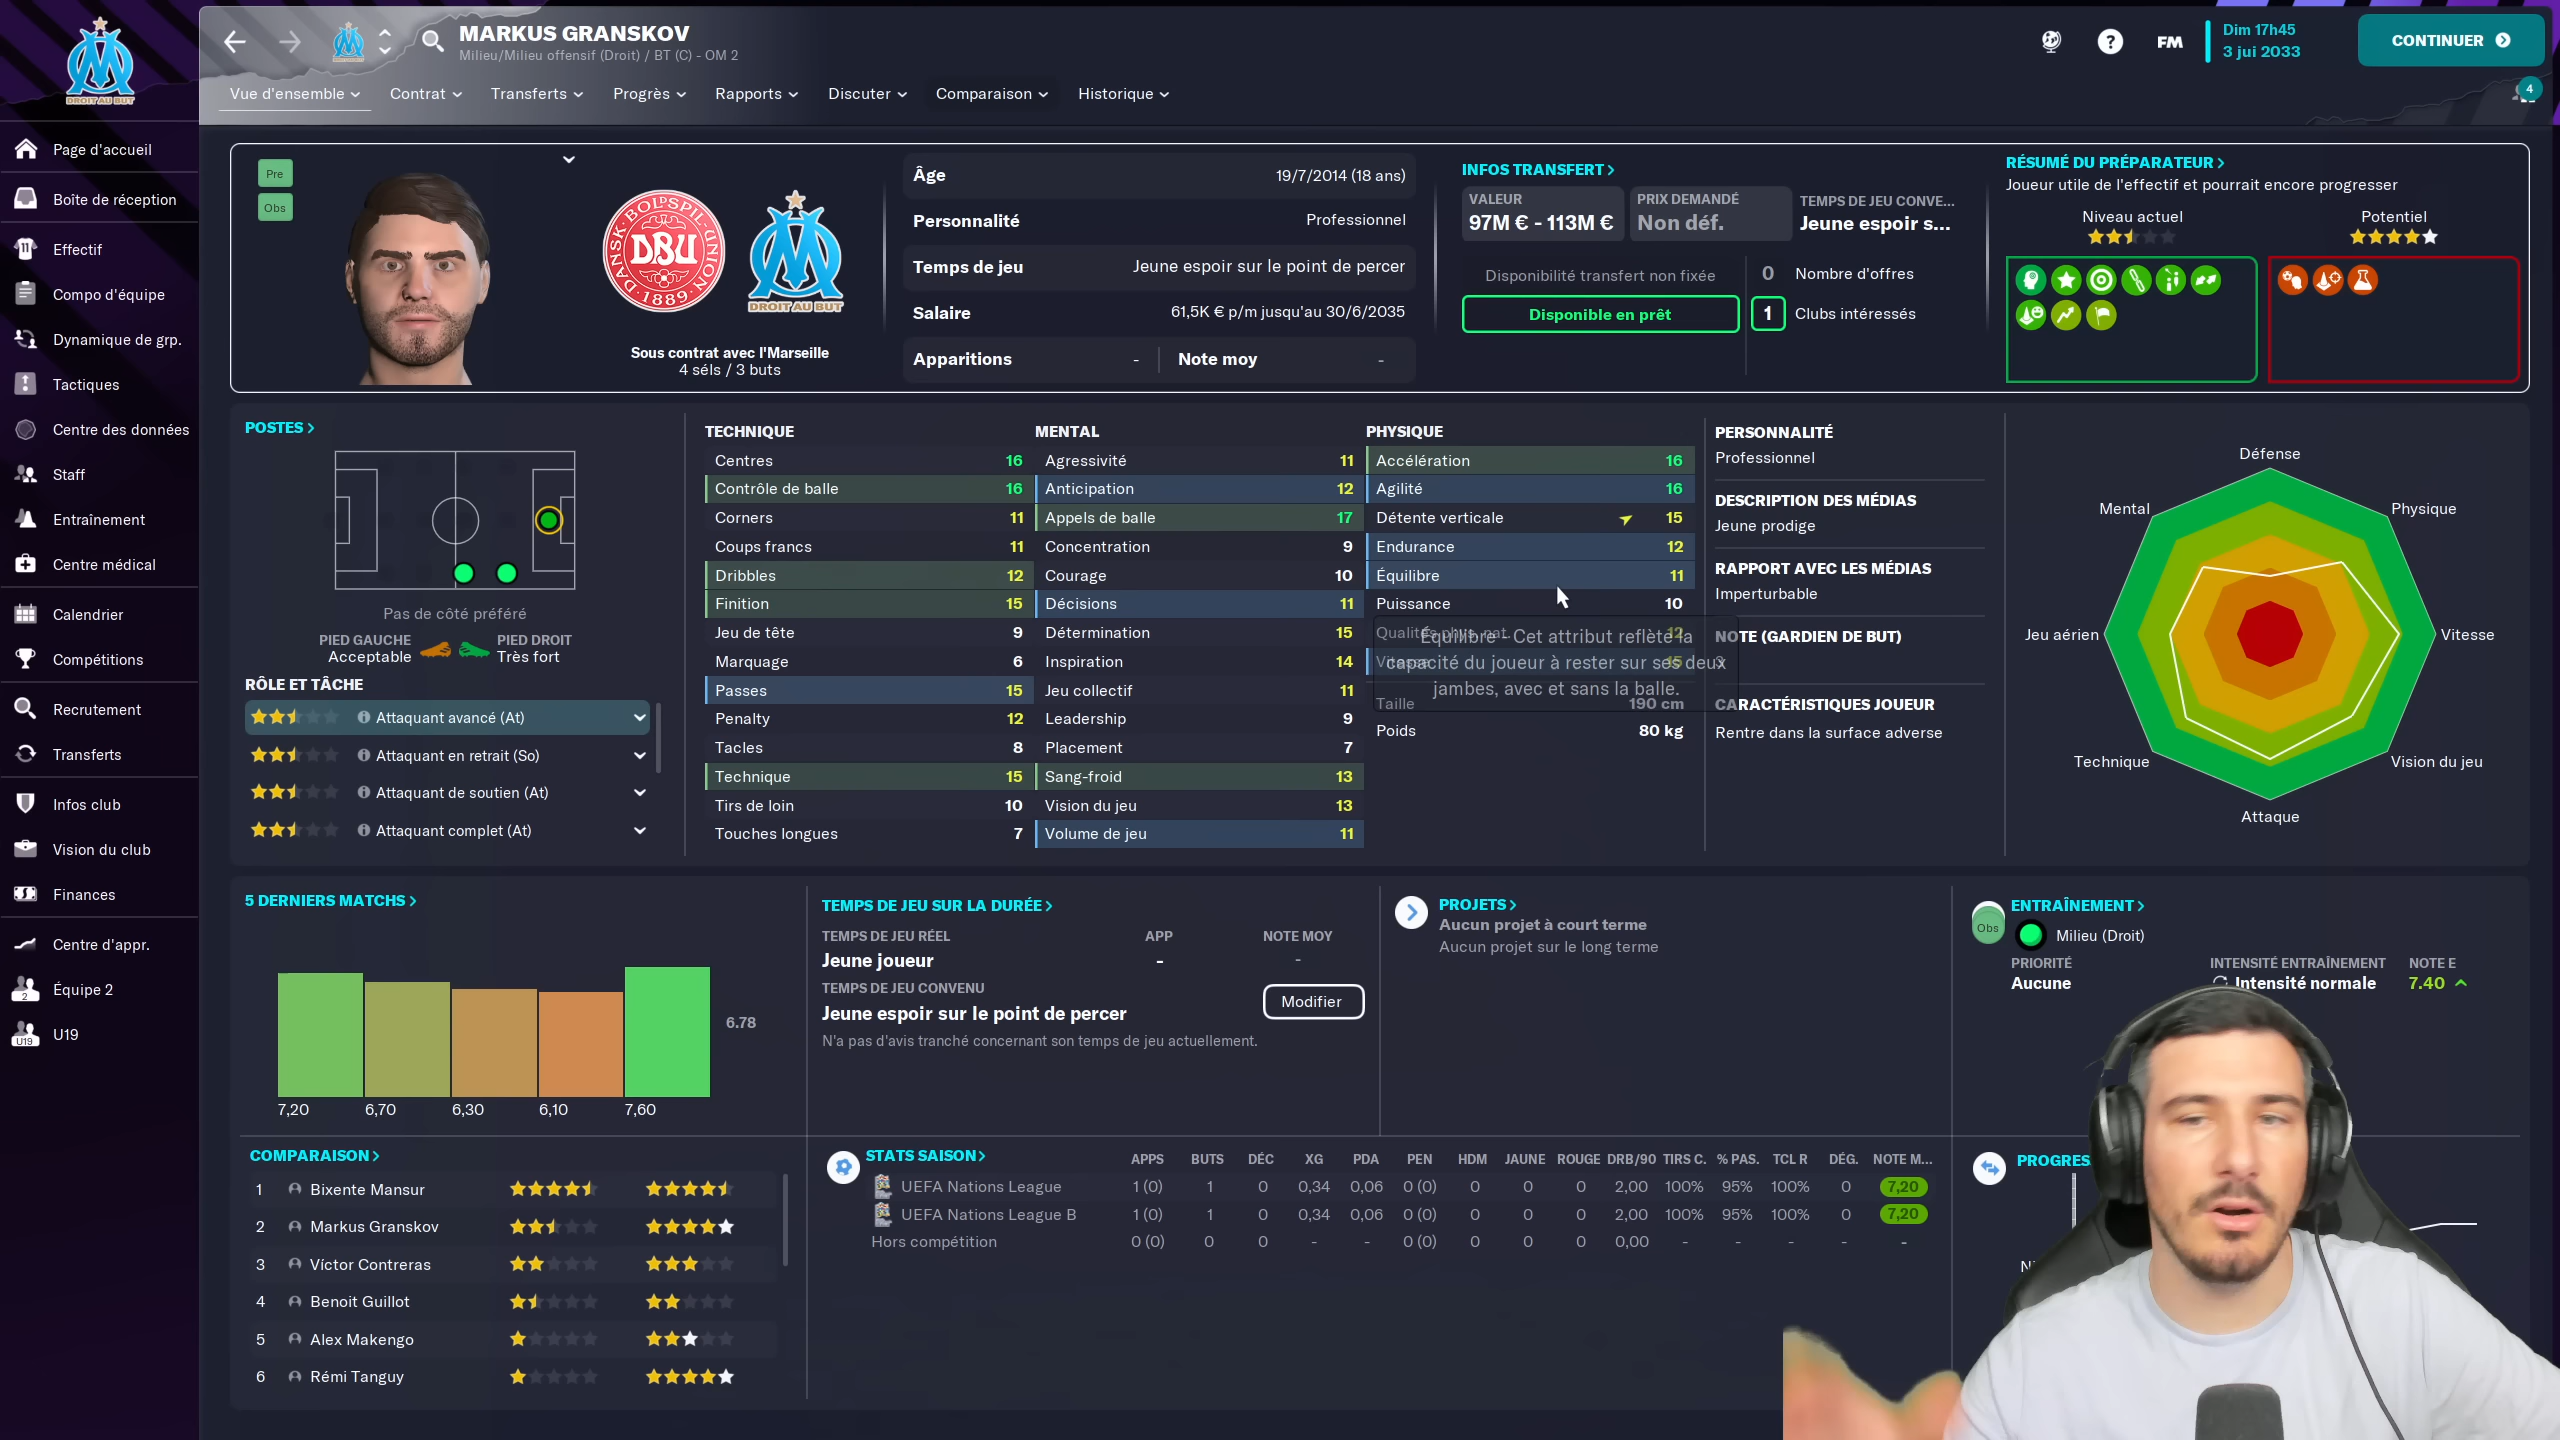 MARKUS GRANSKOV
Milieu/Milieu offensif (Droit) / BT (C) - OM 2
FM
Dim 17h45
3 jui 2033
CONTINUER
4
Vue d'ensemble
Contrat
Transferts
Progrès
Rapports
Discuter
Comparaison
Historique
DROIT AU BUT
Page d'accueil
Boîte de réception
Effectif
Compo d'équipe
Dynamique de grp.
Tactiques
Centre des données
Staff
Entraînement
Centre médical
Calendrier
Compétitions
Recrutement
Transferts
Infos club
Vision du club
Finances
Centre d'appr.
Équipe 2
U19
Pre
Obs
DANSK BOLDSPIL-UNION
DBU
1889
DROIT AU BUT
Sous contrat avec l'Marseille
4 séls / 3 buts
Âge 19/7/2014 (18 ans)
Personnalité Professionnel
Temps de jeu Jeune espoir sur le point de percer
Salaire 61,5K € p/m jusqu'au 30/6/2035
Apparitions - Note moy -
INFOS TRANSFERT
VALEUR
97M € - 113M €
PRIX DEMANDÉ
Non déf.
TEMPS DE JEU CONVE...
Jeune espoir s...
Disponibilité transfert non fixée
Disponible en prêt
0 Nombre d'offres
1 Clubs intéressés
RÉSUMÉ DU PRÉPARATEUR
Joueur utile de l'effectif et pourrait encore progresser
Niveau actuel
Potentiel
POSTES
Pas de côté préféré
PIED GAUCHE
Acceptable
PIED DROIT
Très fort
RÔLE ET TÂCHE
Attaquant avancé (At)
Attaquant en retrait (So)
Attaquant de soutien (At)
Attaquant complet (At)
TECHNIQUE
Centres 16
Contrôle de balle 16
Corners 11
Coups francs 11
Dribbles 12
Finition 15
Jeu de tête 9
Marquage 6
Passes 15
Penalty 12
Tacles 8
Technique 15
Tirs de loin 10
Touches longues 7
MENTAL
Agressivité 11
Anticipation 12
Appels de balle 17
Concentration 9
Courage 10
Décisions 11
Détermination 15
Inspiration 14
Jeu collectif 11
Leadership 9
Placement 7
Sang-froid 13
Vision du jeu 13
Volume de jeu 11
PHYSIQUE
Accélération 16
Agilité 16
Détente verticale 15
Endurance 12
Équilibre 11
Puissance 10
Qualités phys. nat. 12
Vitesse 15
Taille 190 cm
Poids 80 kg
Équilibre - Cet attribut reflète la
capacité du joueur à rester sur ses deux
jambes, avec et sans la balle.
PERSONNALITÉ
Professionnel
DESCRIPTION DES MÉDIAS
Jeune prodige
RAPPORT AVEC LES MÉDIAS
Imperturbable
NOTE (GARDIEN DE BUT)
CARACTÉRISTIQUES JOUEUR
Rentre dans la surface adverse
Défense
Physique
Vitesse
Vision du jeu
Attaque
Technique
Jeu aérien
Mental
5 DERNIERS MATCHS
6.78
7,20 6,70 6,30 6,10 7,60
TEMPS DE JEU SUR LA DURÉE
TEMPS DE JEU RÉEL APP NOTE MOY
Jeune joueur - -
TEMPS DE JEU CONVENU
Jeune espoir sur le point de percer
Modifier
N'a pas d'avis tranché concernant son temps de jeu actuellement.
PROJETS
Aucun projet à court terme
Aucun projet sur le long terme
ENTRAÎNEMENT
Obs
Milieu (Droit)
PRIORITÉ INTENSITÉ ENTRAÎNEMENT NOTE E
Aucune Intensité normale 7.40
COMPARAISON
1 Bixente Mansur
2 Markus Granskov
3 Víctor Contreras
4 Benoit Guillot
5 Alex Makengo
6 Rémi Tanguy
STATS SAISON APPS BUTS DÉC XG PDA PEN HDM JAUNE ROUGE DRB/90 TIRS C. % PAS. TCL R DÉG. NOTE M...
UEFA Nations League 1 (0) 1 0 0,34 0,06 0 (0) 0 0 0 2,00 100% 95% 100% 0 7,20
UEFA Nations League B 1 (0) 1 0 0,34 0,06 0 (0) 0 0 0 2,00 100% 95% 100% 0 7,20
Hors compétition 0 (0) 0 0 - - 0 (0) 0 0 0 0,00 - - - - -
PROGRES